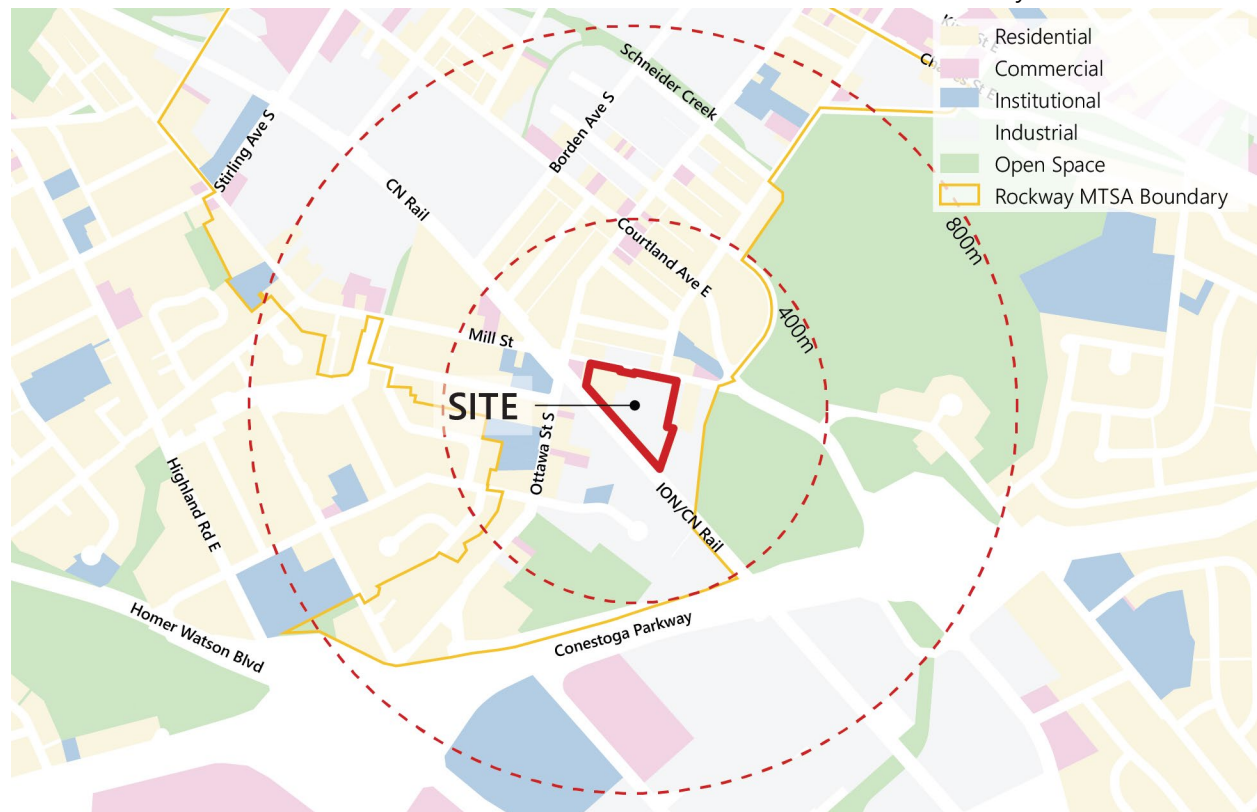 Residential
Commercial
Institutional
Industrial
Open Space
Rockway MTSA Boundary
Schneider Creek
Borden Ave S
Stirling Ave S
CN Rail
Courtland Ave E
800m
400m
Mill St
SITE
Ottawa St S
ION/CN Rail
Highland Rd E
Homer Watson Blvd
Conestoga Parkway